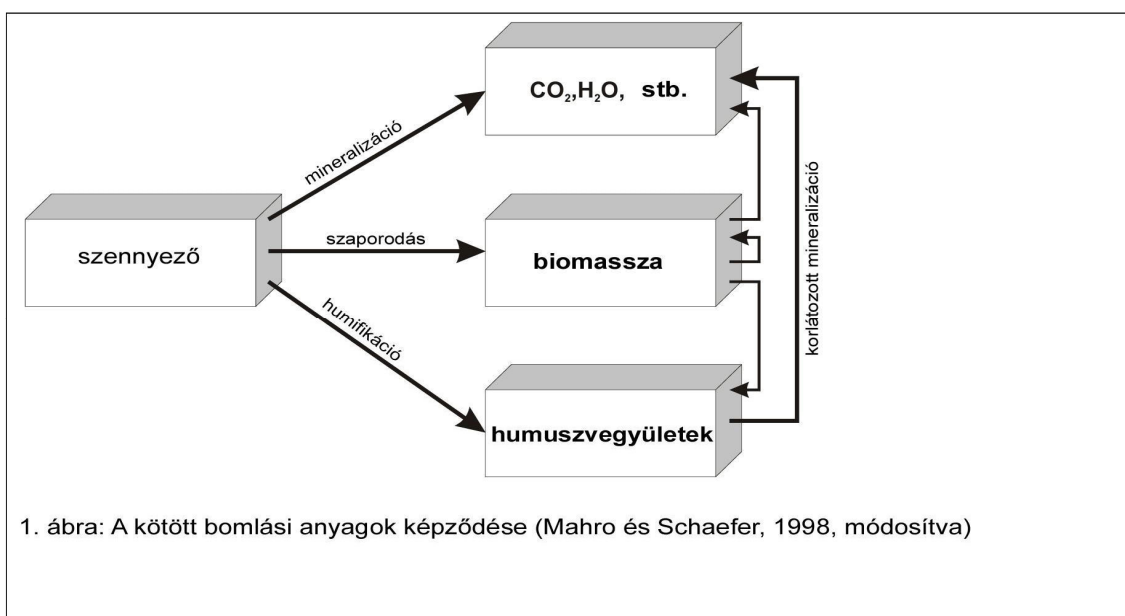 CO₂,H₂O, stb.
mineralizáció
szennyező
szaporodás
biomassza
humifikáció
humuszvegyületek
korlátozott mineralizáció
1. ábra: A kötött bomlási anyagok képződése (Mahro és Schaefer, 1998, módosítva)